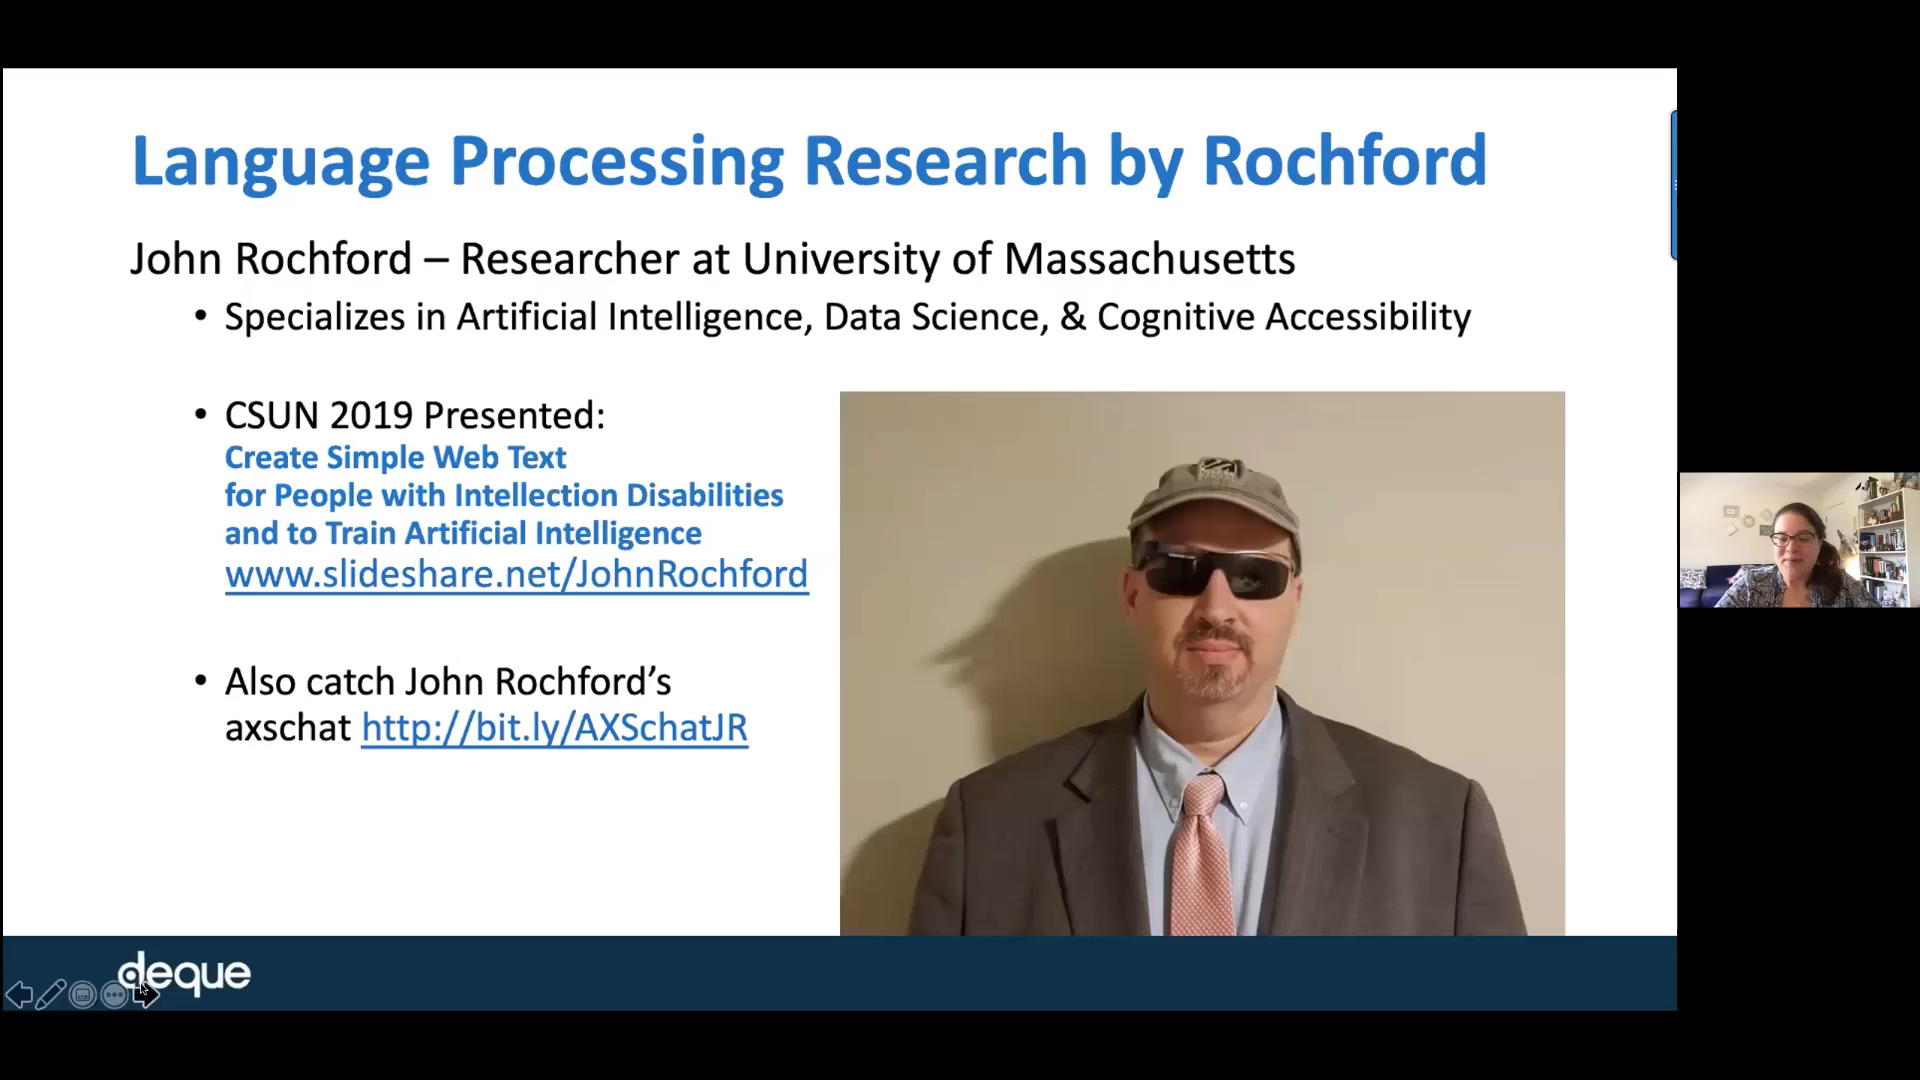 Language Processing Research by Rochford
John Rochford – Researcher at University of Massachusetts
• Specializes in Artificial Intelligence, Data Science, & Cognitive Accessibility
• CSUN 2019 Presented:
Create Simple Web Text
for People with Intellection Disabilities
and to Train Artificial Intelligence
www.slideshare.net/JohnRochford
• Also catch John Rochford’s
axschat http://bit.ly/AXSchatJR
deque